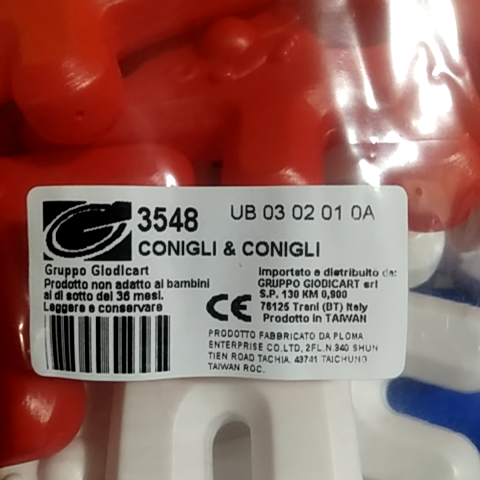 3548
UB 03 02 01 0A
CONIGLI & CONIGLI
Gruppo Giodicart
Prodotto non adatto ai bambini
al di sotto dei 36 mesi.
Leggere e conservare
Importato e distribuito da:
GRUPPO GIODICART srl
S.P. 130 KM 0,900
76125 Trani (BT) Italy
Prodotto in TAIWAN
CE
PRODOTTO FABBRICATO DA PLOMA
ENTERPRISE CO.LTD, 2FL.N.340 SHUN
TIEN ROAD TACHIA. 43741 TAICHUNG
TAIWAN ROC.